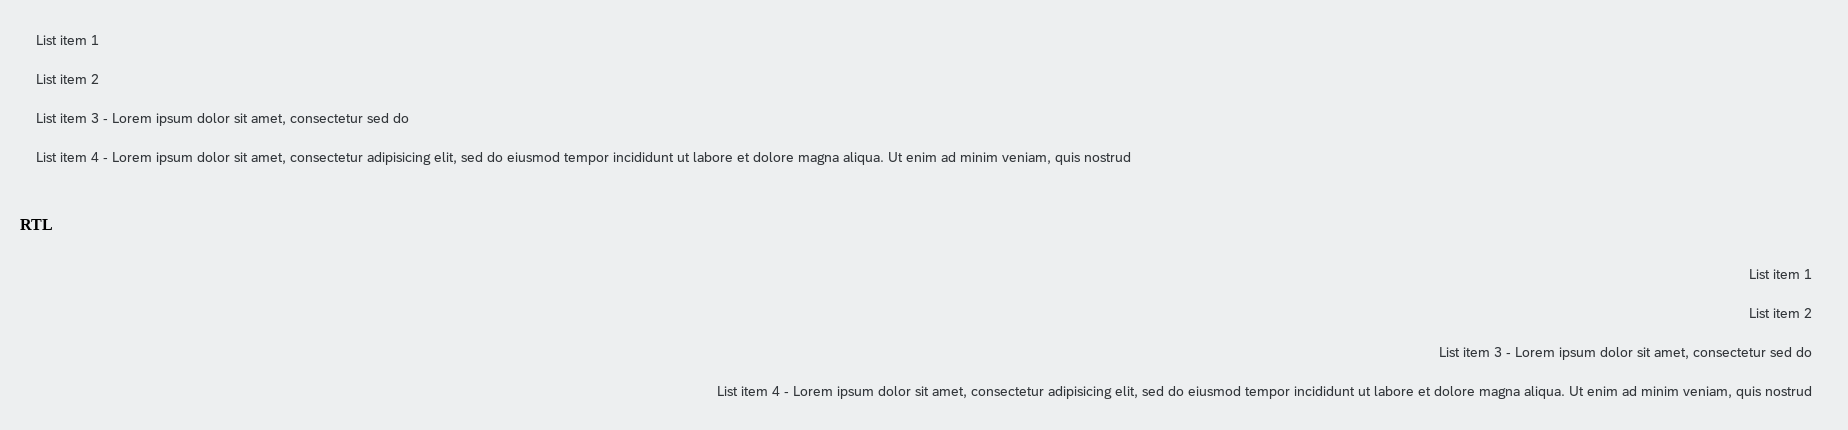 List item 1
List item 2
List item 3 - Lorem ipsum dolor sit amet, consectetur sed do
List item 4 - Lorem ipsum dolor sit amet, consectetur adipisicing elit, sed do eiusmod tempor incididunt ut labore et dolore magna aliqua. Ut enim ad minim veniam, quis nostrud
RTL
List item 1
List item 2
List item 3 - Lorem ipsum dolor sit amet, consectetur sed do
List item 4 - Lorem ipsum dolor sit amet, consectetur adipisicing elit, sed do eiusmod tempor incididunt ut labore et dolore magna aliqua. Ut enim ad minim veniam, quis nostrud